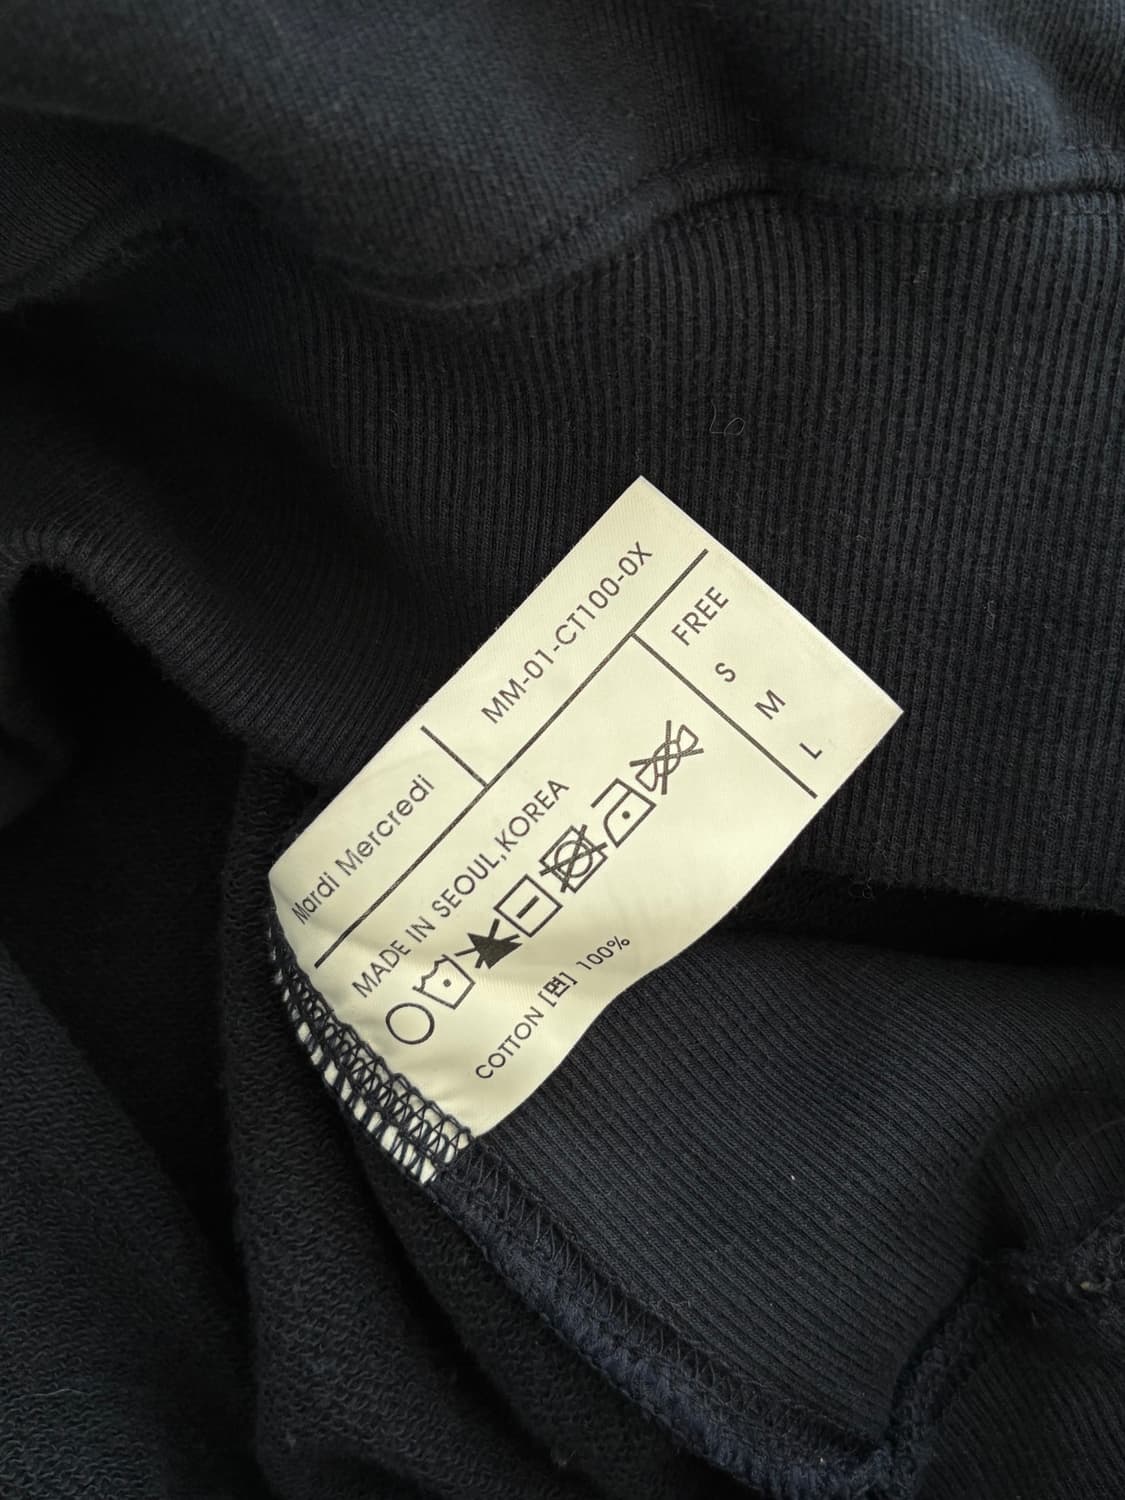 Mardi Mercredi
MM-01-CT100-0X
MADE IN SEOUL,KOREA
COTTON [면] 100%
FREE
S
M
L